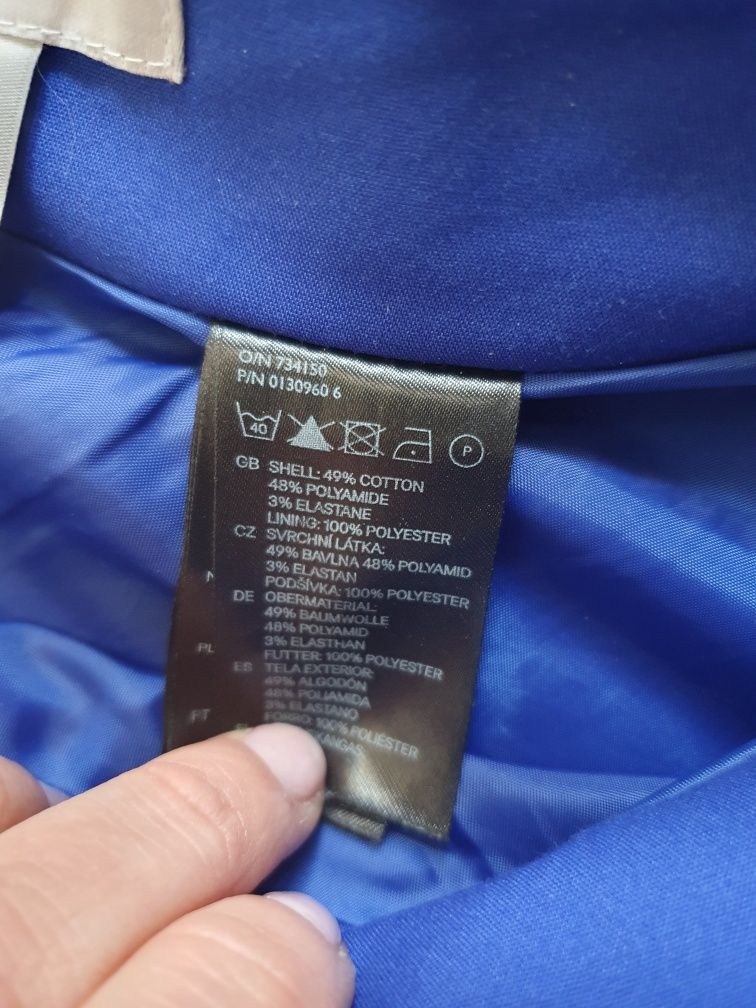 O/N 734150
P/N 0130960 6
40
P
GB SHELL: 49% COTTON
48% POLYAMIDE
3% ELASTANE
LINING: 100% POLYESTER
CZ SVRCHNÍ LÁTKA:
49% BAVLNA 48% POLYAMID
3% ELASTAN
PODŠÍVKA: 100% POLYESTER
DE OBERMATERIAL:
49% BAUMWOLLE
48% POLYAMID
3% ELASTHAN
FUTTER: 100% POLYESTER
ES TELA EXTERIOR:
49% ALGODÓN
48% POLIAMIDA
3% ELASTANO
FORRO: 100% POLIÉSTER
PL
PT